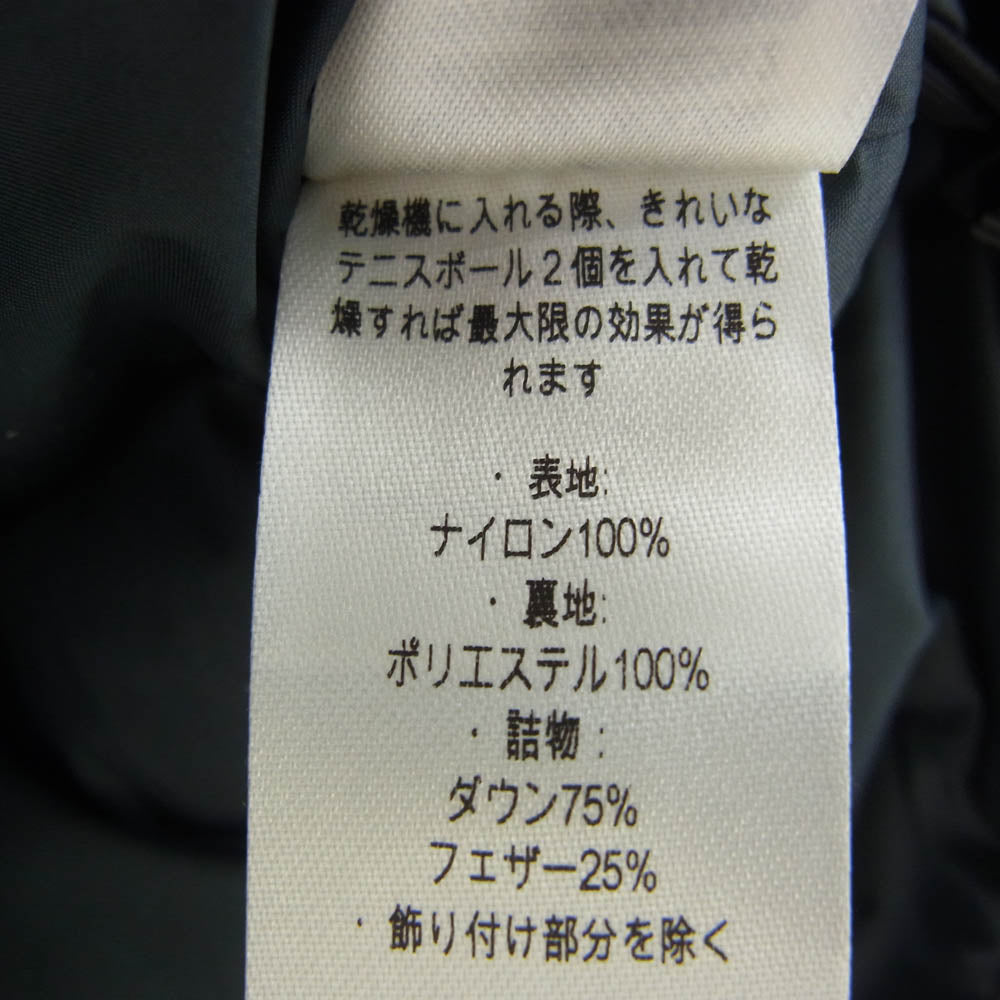 乾燥機に入れる際、きれいな
テニスボール2個を入れて乾
燥すれば最大限の効果が得ら
れます
・表地:
ナイロン100%
・裏地:
ポリエステル100%
・詰物:
ダウン75%
フェザー25%
・飾り付け部分を除く